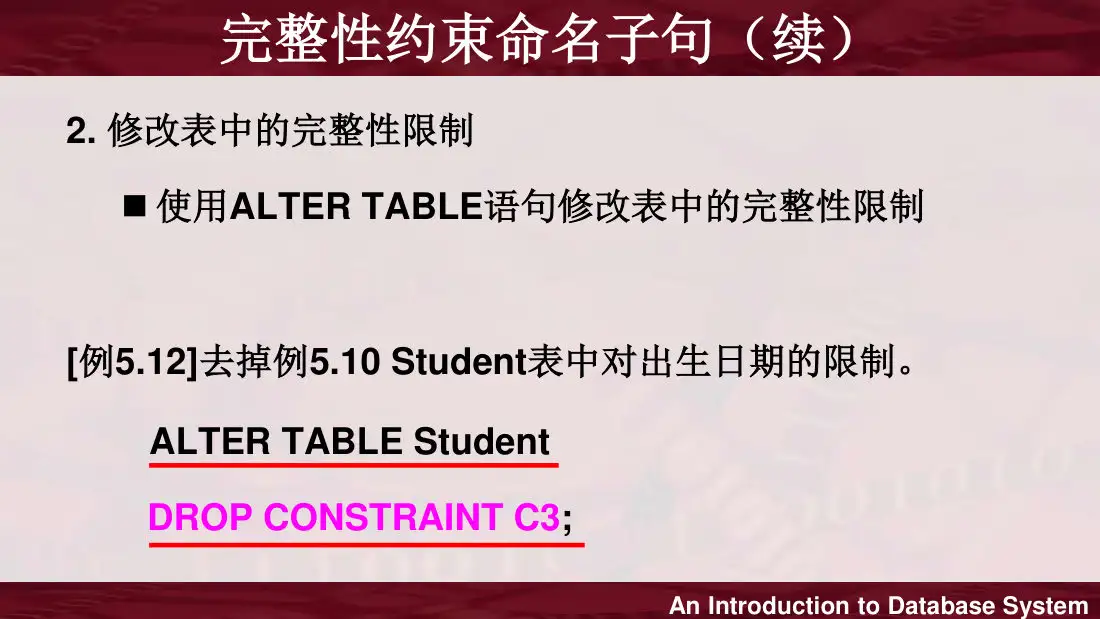 完整性约束命名子句（续）
2. 修改表中的完整性限制
■ 使用ALTER TABLE语句修改表中的完整性限制
[例5.12]去掉例5.10 Student表中对出生日期的限制。
ALTER TABLE Student
DROP CONSTRAINT C3;
An Introduction to Database System